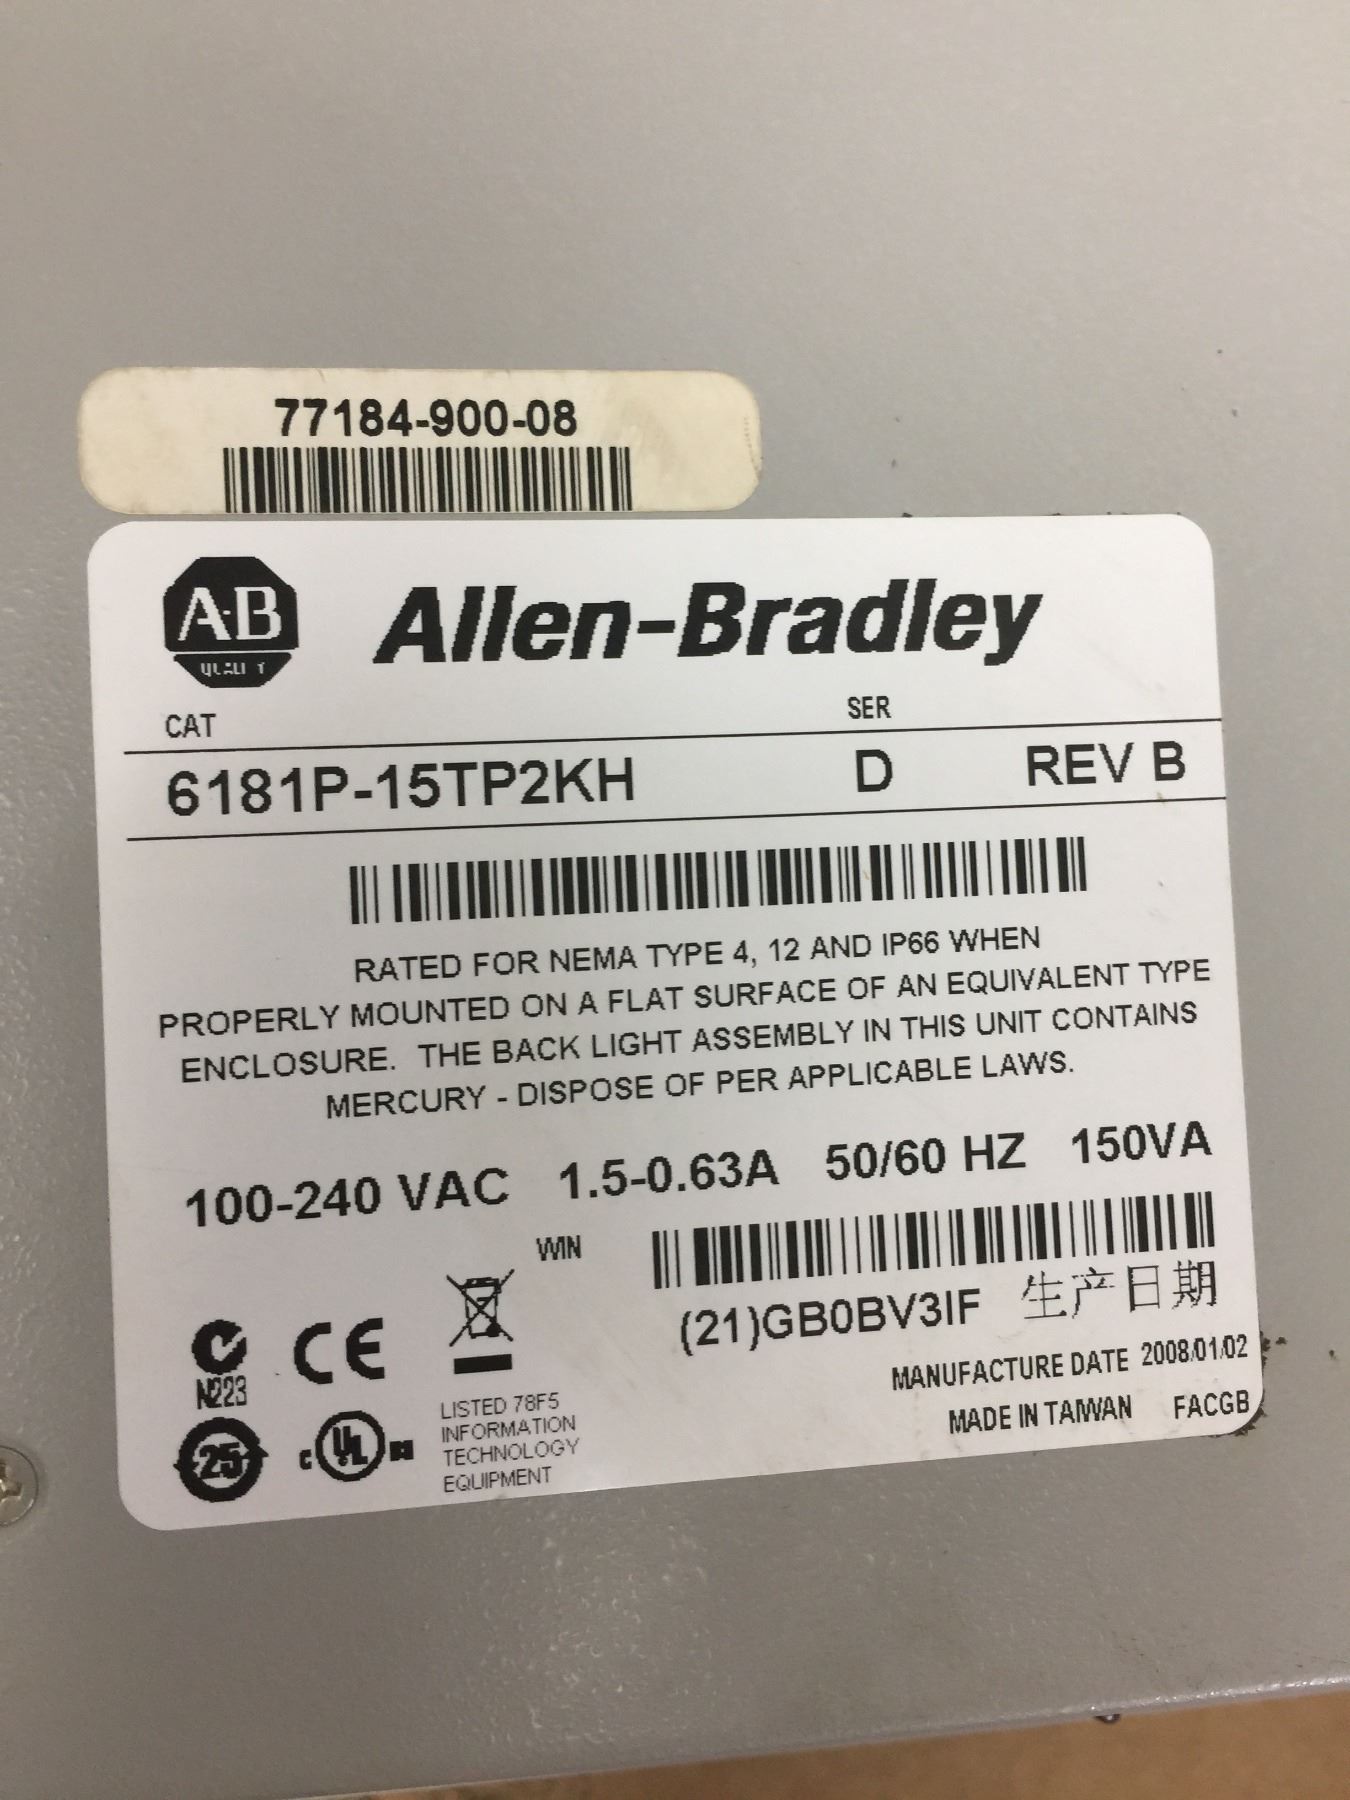 77184-900-08
A-B
QUALITY
Allen-Bradley
CAT
SER
6181P-15TP2KH D REV B
RATED FOR NEMA TYPE 4, 12 AND IP66 WHEN
PROPERLY MOUNTED ON A FLAT SURFACE OF AN EQUIVALENT TYPE
ENCLOSURE. THE BACK LIGHT ASSEMBLY IN THIS UNIT CONTAINS
MERCURY - DISPOSE OF PER APPLICABLE LAWS.
100-240 VAC 1.5-0.63A 50/60 HZ 150VA
WIN
(21)GB0BV3IF 生产日期
N223
CE
MANUFACTURE DATE 2008/01/02
MADE IN TAIWAN FACGB
25
c UL
LISTED 78F5
INFORMATION
TECHNOLOGY
EQUIPMENT